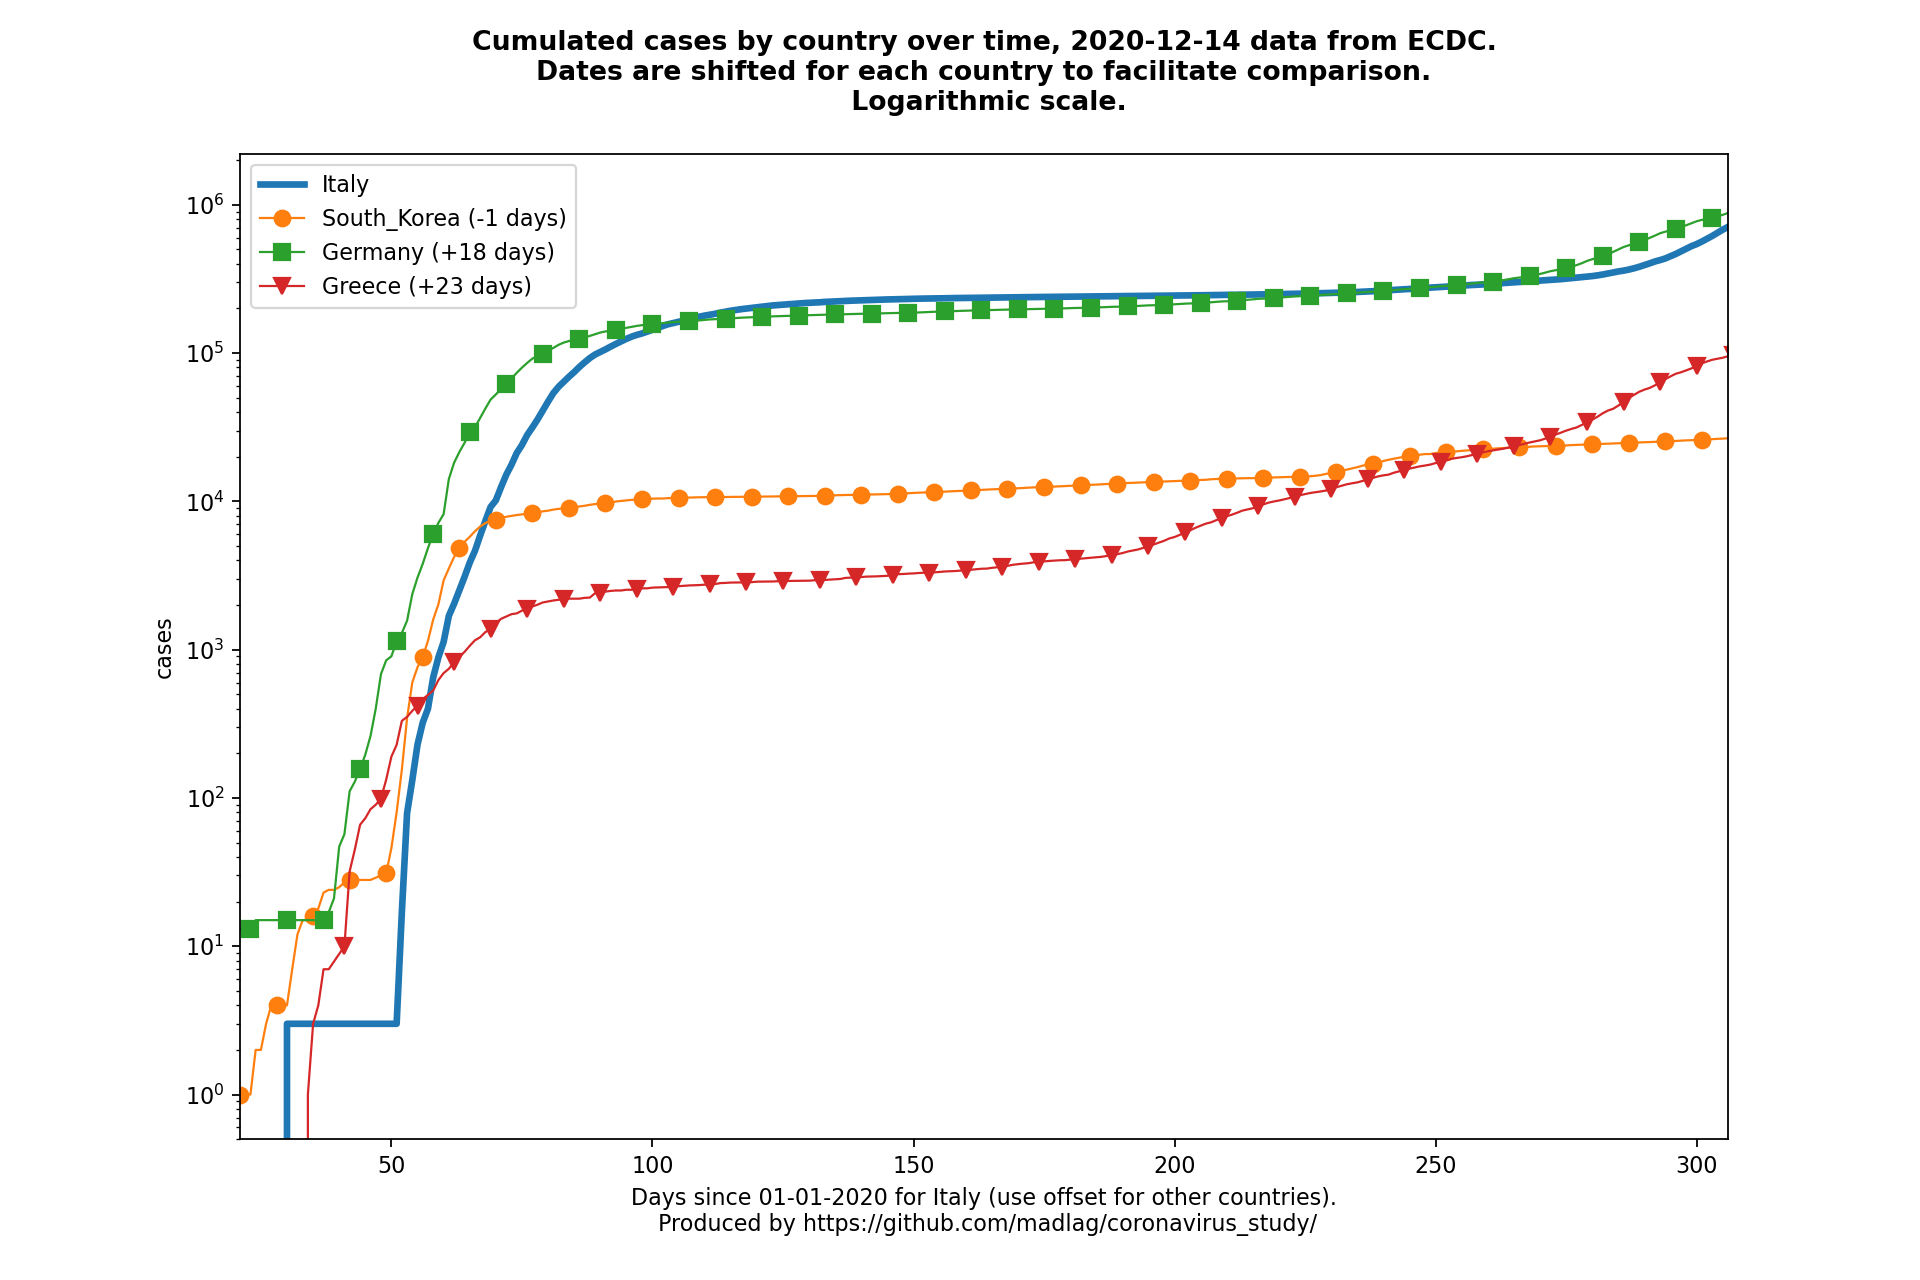 Cumulated cases by country over time, 2020-12-14 data from ECDC.
Dates are shifted for each country to facilitate comparison.
Logarithmic scale.
Italy
South_Korea (-1 days)
Germany (+18 days)
Greece (+23 days)
10^6
10^5
10^4
10^3
10^2
10^1
10^0
cases
50 100 150 200 250 300
Days since 01-01-2020 for Italy (use offset for other countries).
Produced by https://github.com/madlag/coronavirus_study/